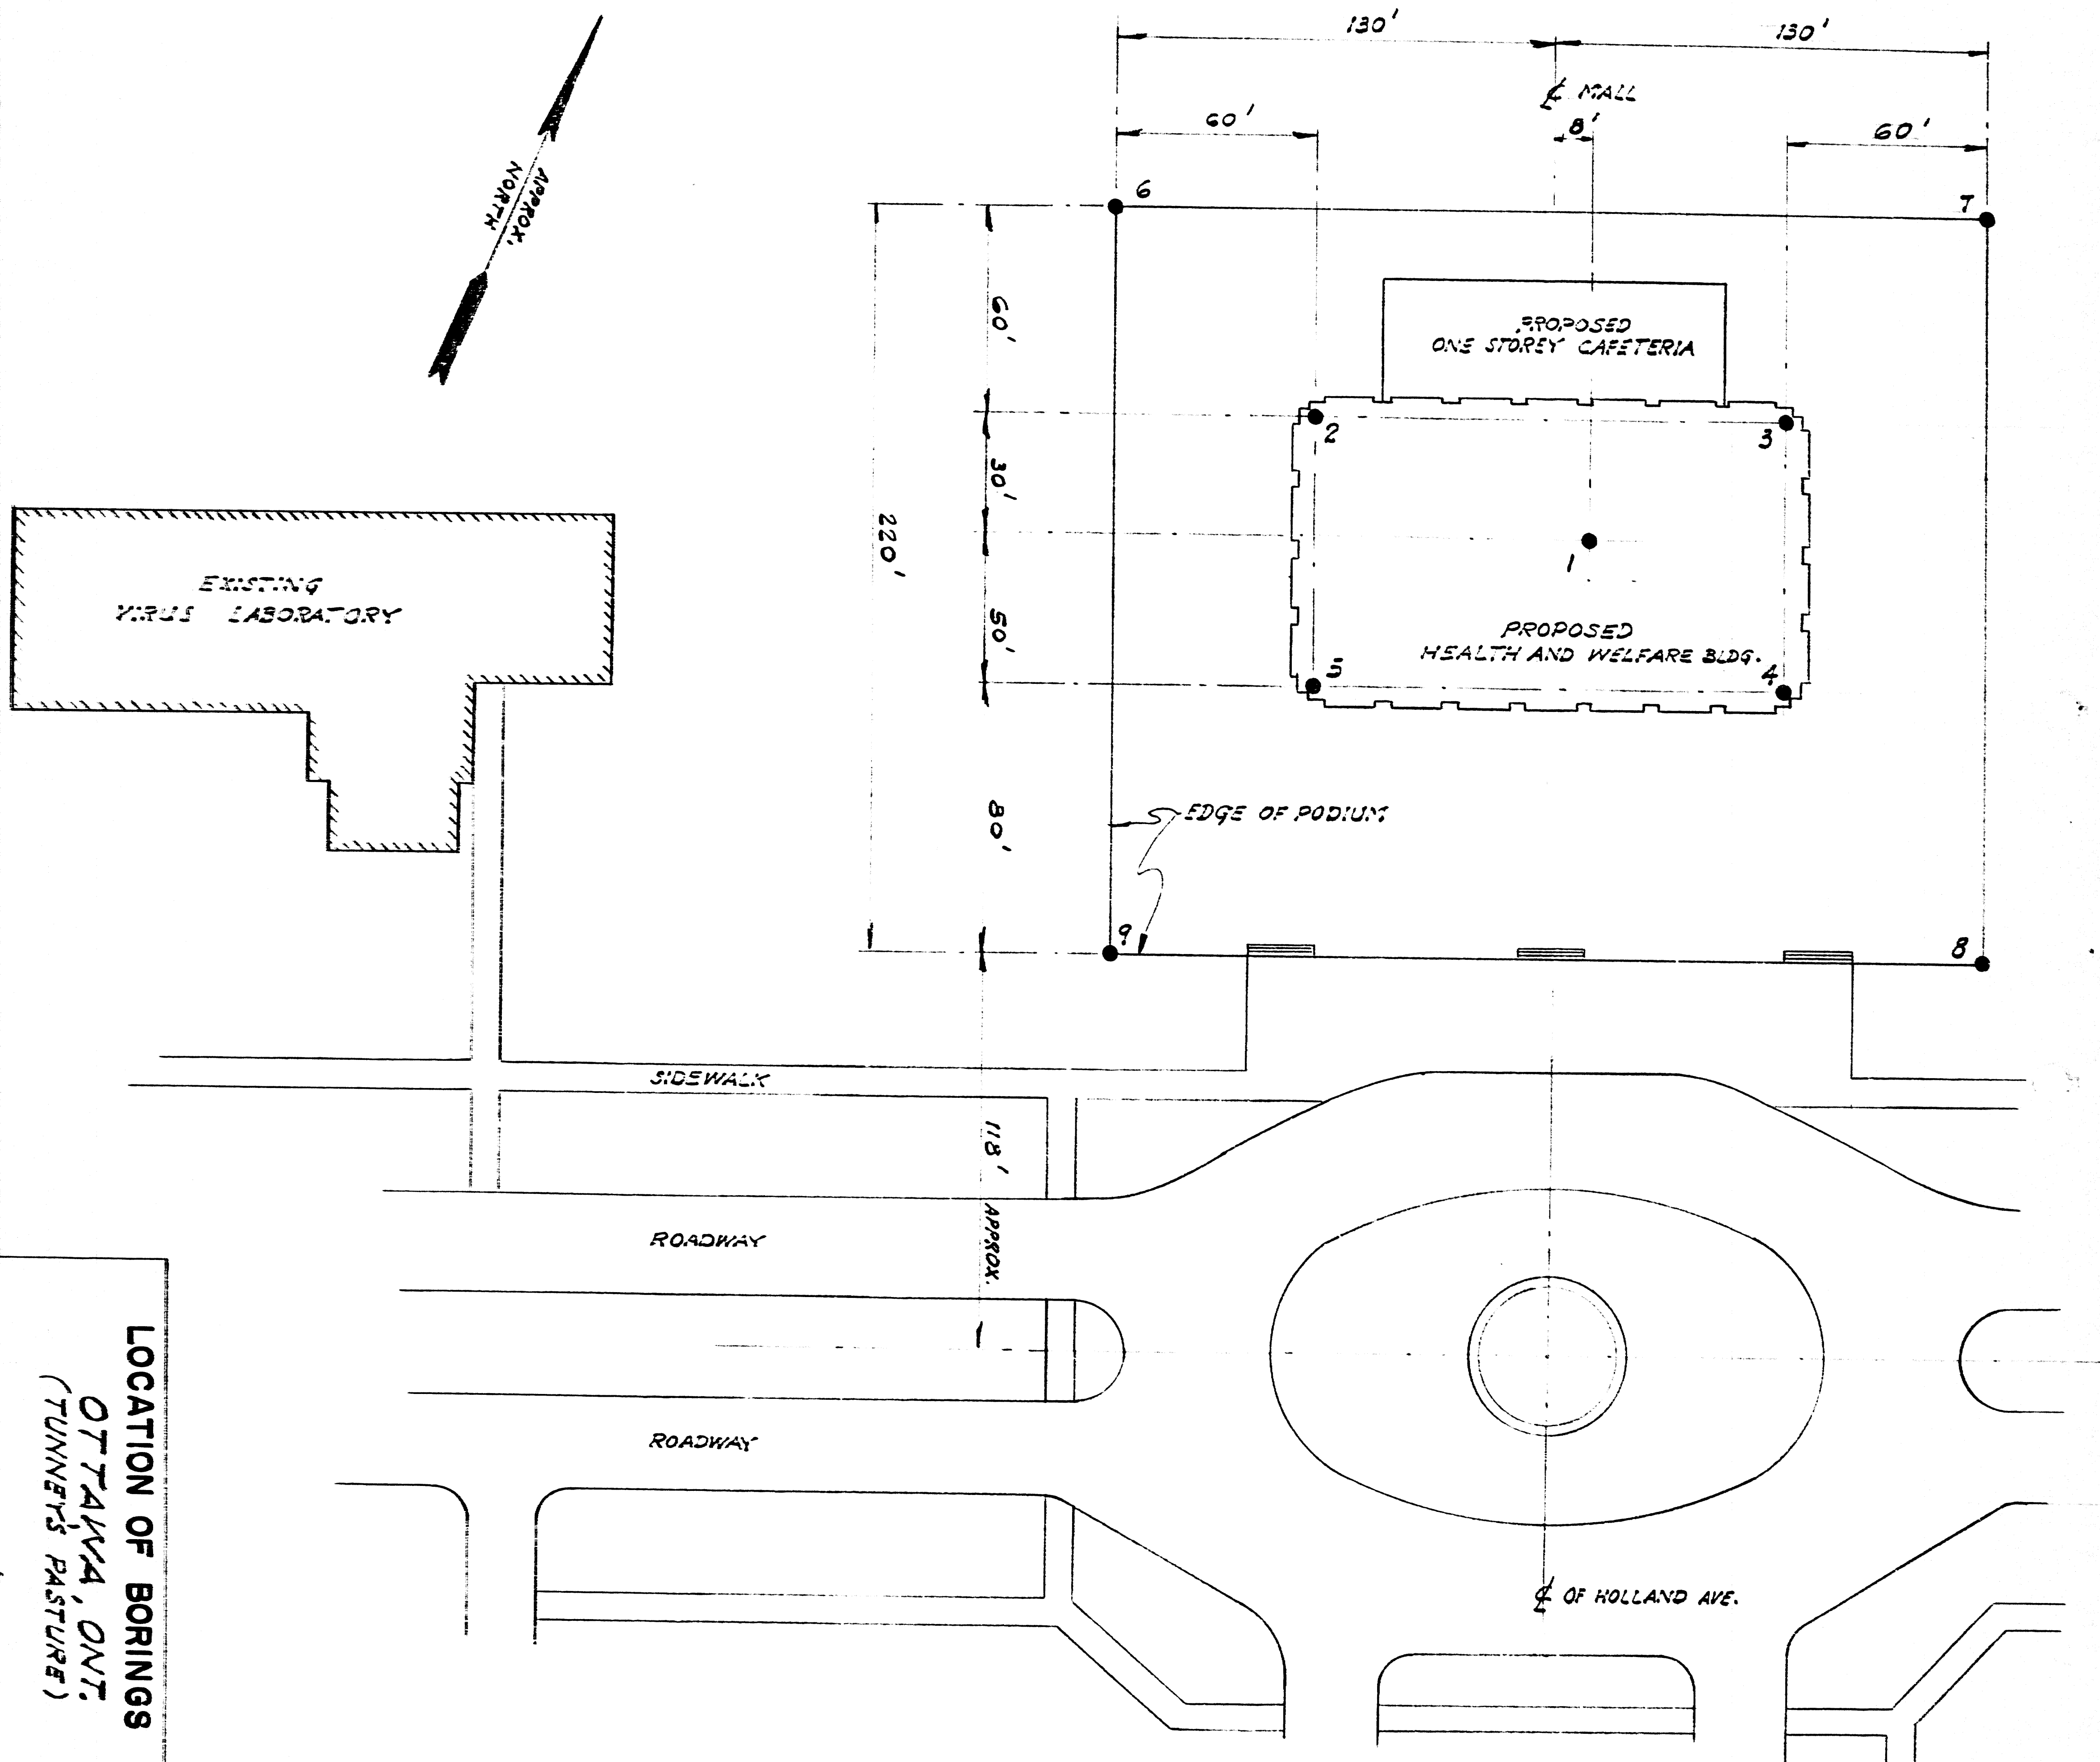 130'
130'
℄ MALL
8'
60'
60'
6
7
APPROX.
NORTH
PROPOSED
ONE STOREY CAFETERIA
60'
2
3
30'
220'
1
EXISTING
VIRUS LABORATORY
50'
PROPOSED
HEALTH AND WELFARE BLDG.
5
4
80'
EDGE OF PODIUM
9
8
SIDEWALK
118' APPROX.
ROADWAY
ROADWAY
℄ OF HOLLAND AVE.
LOCATION OF BORINGS
OTTAWA, ONT.
(TUNNEY'S PASTURE)